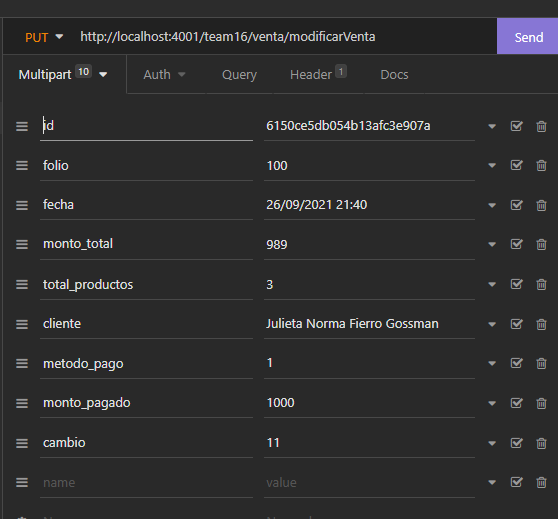 PUT http://localhost:4001/team16/venta/modificarVenta Send
Multipart 10 Auth Query Header 1 Docs
id 6150ce5db054b13afc3e907a
folio 100
fecha 26/09/2021 21:40
monto_total 989
total_productos 3
cliente Julieta Norma Fierro Gossman
metodo_pago 1
monto_pagado 1000
cambio 11
name value